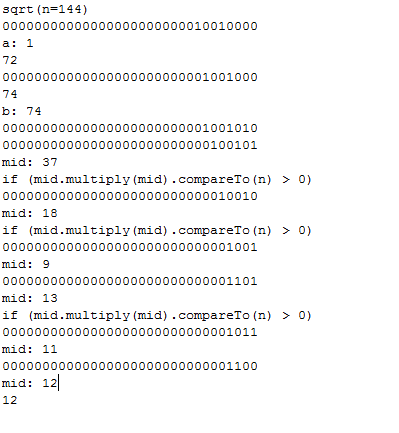 sqrt(n=144)
00000000000000000000000010010000
a: 1
72
00000000000000000000000001001000
74
b: 74
00000000000000000000000001001010
00000000000000000000000000100101
mid: 37
if (mid.multiply(mid).compareTo(n) > 0)
00000000000000000000000000010010
mid: 18
if (mid.multiply(mid).compareTo(n) > 0)
00000000000000000000000000001001
mid: 9
00000000000000000000000000001101
mid: 13
if (mid.multiply(mid).compareTo(n) > 0)
00000000000000000000000000001011
mid: 11
00000000000000000000000000001100
mid: 12
12